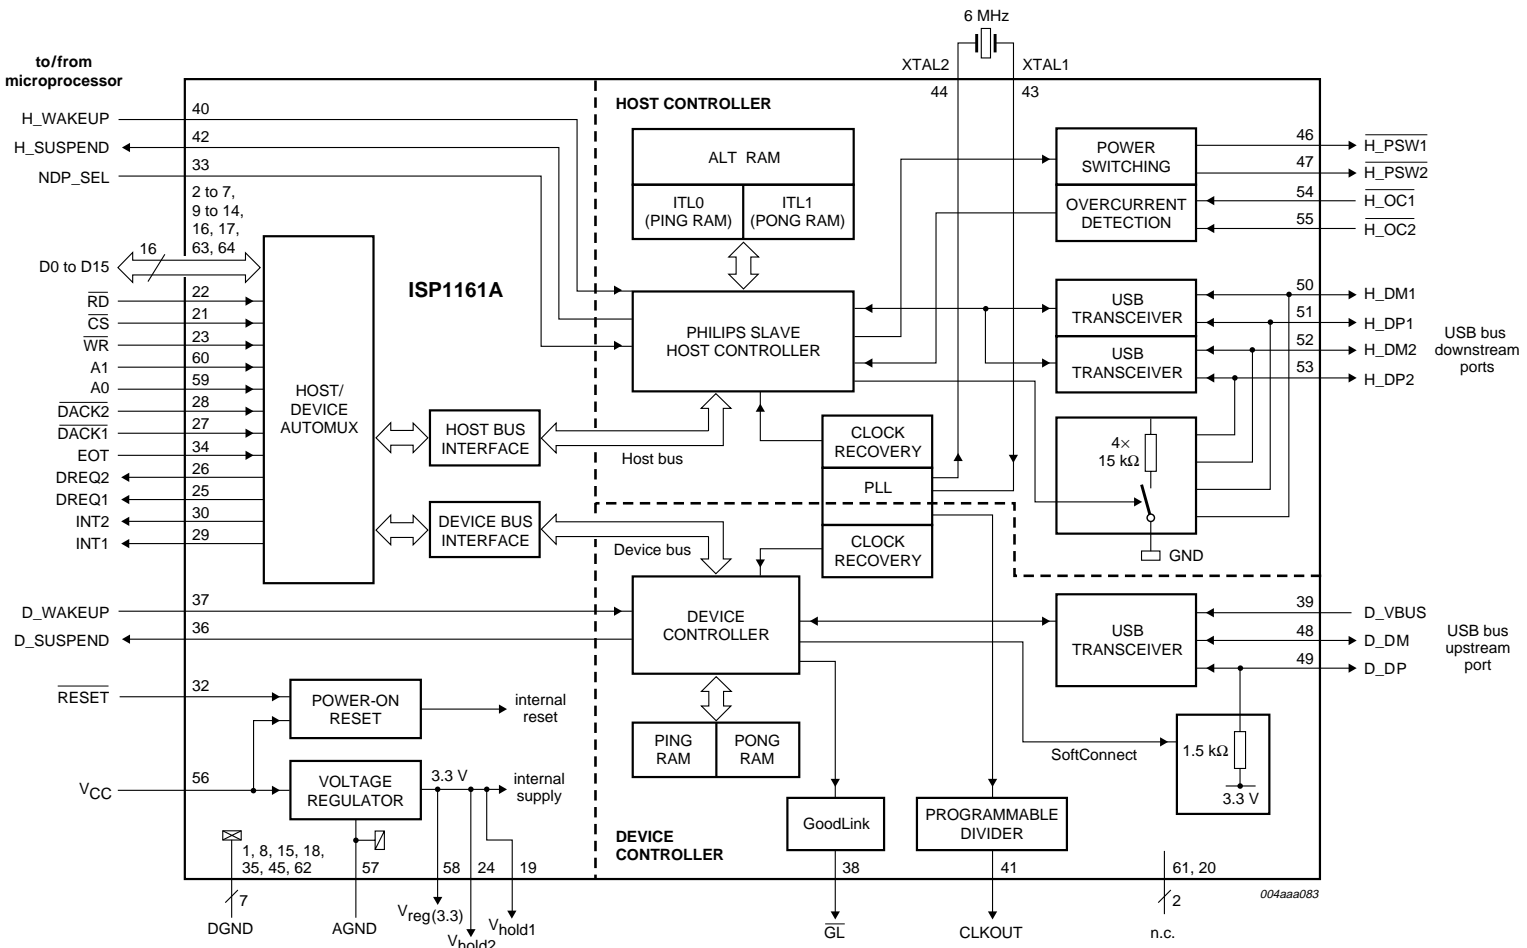 6 MHz
to/from
microprocessor
XTAL2
XTAL1
44
43
HOST CONTROLLER
H_WAKEUP
40
H_SUSPEND
42
NDP_SEL
33
2 to 7,
9 to 14,
16, 17,
63, 64
D0 to D15
16
RD
22
CS
21
WR
23
A1
60
A0
59
DACK2
28
DACK1
27
EOT
34
DREQ2
26
DREQ1
25
INT2
30
INT1
29
HOST/
DEVICE
AUTOMUX
ISP1161A
HOST BUS
INTERFACE
Host bus
DEVICE BUS
INTERFACE
Device bus
ALT RAM
ITL0
(PING RAM)
ITL1
(PONG RAM)
PHILIPS SLAVE
HOST CONTROLLER
CLOCK
RECOVERY
PLL
CLOCK
RECOVERY
POWER
SWITCHING
OVERCURRENT
DETECTION
46
H_PSW1
47
H_PSW2
54
H_OC1
55
H_OC2
USB
TRANSCEIVER
USB
TRANSCEIVER
50
H_DM1
51
H_DP1
52
H_DM2
53
H_DP2
USB bus
downstream
ports
4×
15 kΩ
GND
D_WAKEUP
37
D_SUSPEND
36
DEVICE
CONTROLLER
PING
RAM
PONG
RAM
USB
TRANSCEIVER
39
D_VBUS
48
D_DM
49
D_DP
USB bus
upstream
port
SoftConnect
1.5 kΩ
3.3 V
RESET
32
POWER-ON
RESET
internal
reset
VCC
56
VOLTAGE
REGULATOR
3.3 V
internal
supply
GoodLink
PROGRAMMABLE
DIVIDER
DEVICE
CONTROLLER
1, 8, 15, 18,
35, 45, 62
57
58
24
19
38
41
61, 20
7
2
004aaa083
DGND
AGND
Vreg(3.3)
Vhold2
Vhold1
GL
CLKOUT
n.c.